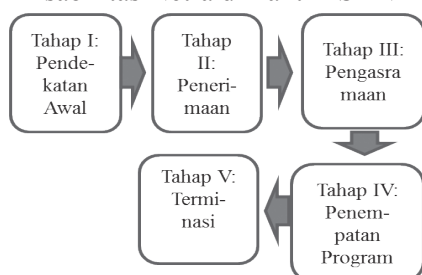 Tahap I:
Pende-
katan
Awal
Tahap
II:
Peneri-
maan
Tahap III:
Pengasra
maan
Tahap IV:
Penem-
patan
Program
Tahap V:
Termi-
nasi